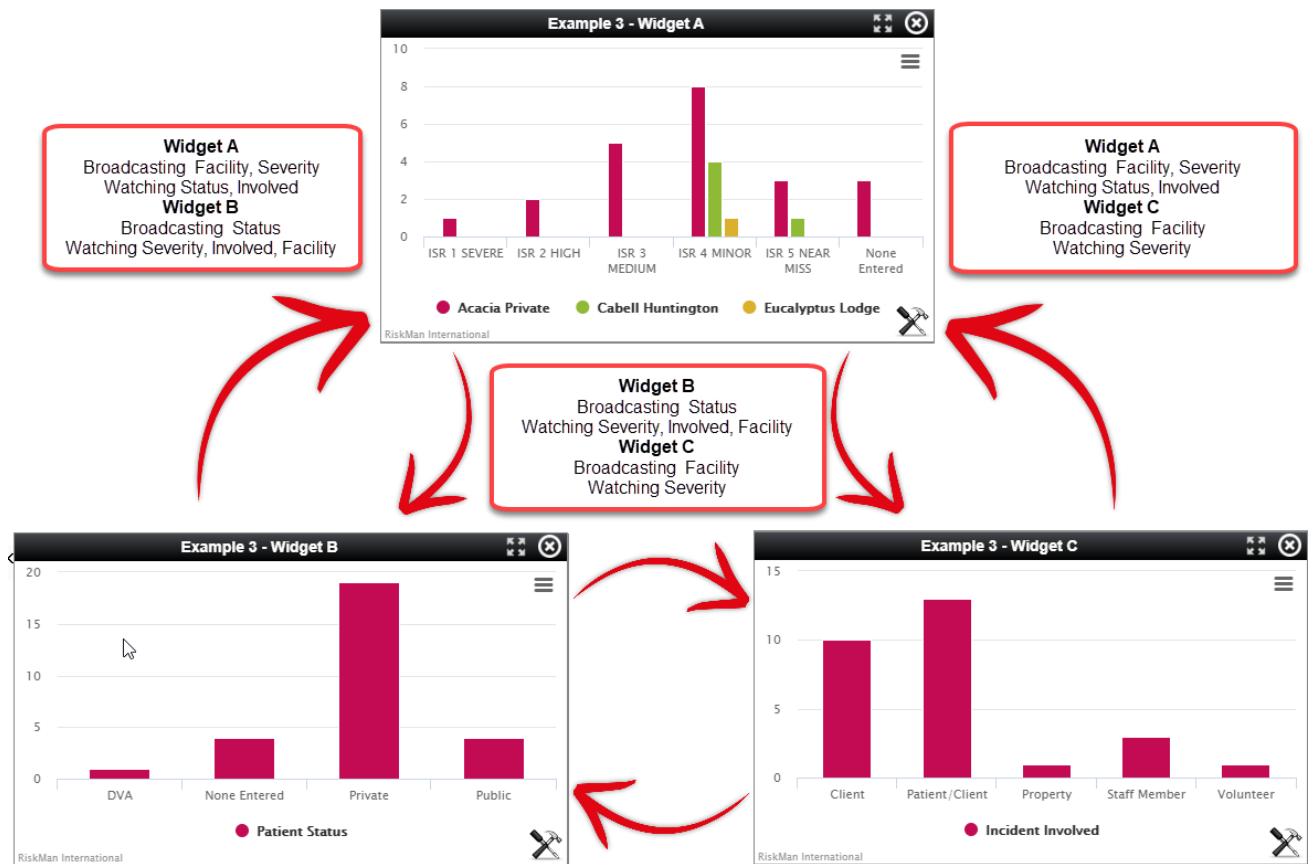 Example 3 - Widget A
10
8
6
4
2
0
ISR 1 SEVERE ISR 2 HIGH ISR 3 MEDIUM ISR 4 MINOR ISR 5 NEAR MISS None Entered
Acacia Private Cabell Huntington Eucalyptus Lodge
RiskMan International
Widget A
Broadcasting Facility, Severity
Watching Status, Involved
Widget B
Broadcasting Status
Watching Severity, Involved, Facility
Widget A
Broadcasting Facility, Severity
Watching Status, Involved
Widget C
Broadcasting Facility
Watching Severity
Widget B
Broadcasting Status
Watching Severity, Involved, Facility
Widget C
Broadcasting Facility
Watching Severity
Example 3 - Widget B
20
15
10
5
0
DVA None Entered Private Public
Patient Status
RiskMan International
Example 3 - Widget C
15
10
5
0
Client Patient/Client Property Staff Member Volunteer
Incident Involved
RiskMan International